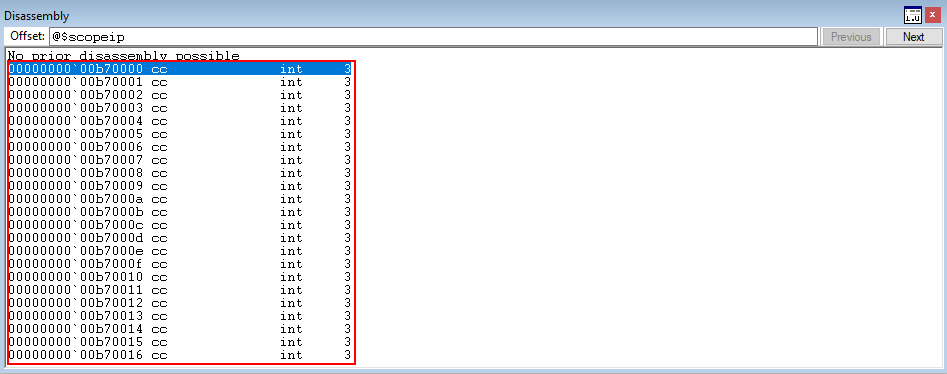 Disassembly
Offset: @$scopeip Previous Next
No prior disassembly possible
00000000`00b70000 cc int 3
00000000`00b70001 cc int 3
00000000`00b70002 cc int 3
00000000`00b70003 cc int 3
00000000`00b70004 cc int 3
00000000`00b70005 cc int 3
00000000`00b70006 cc int 3
00000000`00b70007 cc int 3
00000000`00b70008 cc int 3
00000000`00b70009 cc int 3
00000000`00b7000a cc int 3
00000000`00b7000b cc int 3
00000000`00b7000c cc int 3
00000000`00b7000d cc int 3
00000000`00b7000e cc int 3
00000000`00b7000f cc int 3
00000000`00b70010 cc int 3
00000000`00b70011 cc int 3
00000000`00b70012 cc int 3
00000000`00b70013 cc int 3
00000000`00b70014 cc int 3
00000000`00b70015 cc int 3
00000000`00b70016 cc int 3